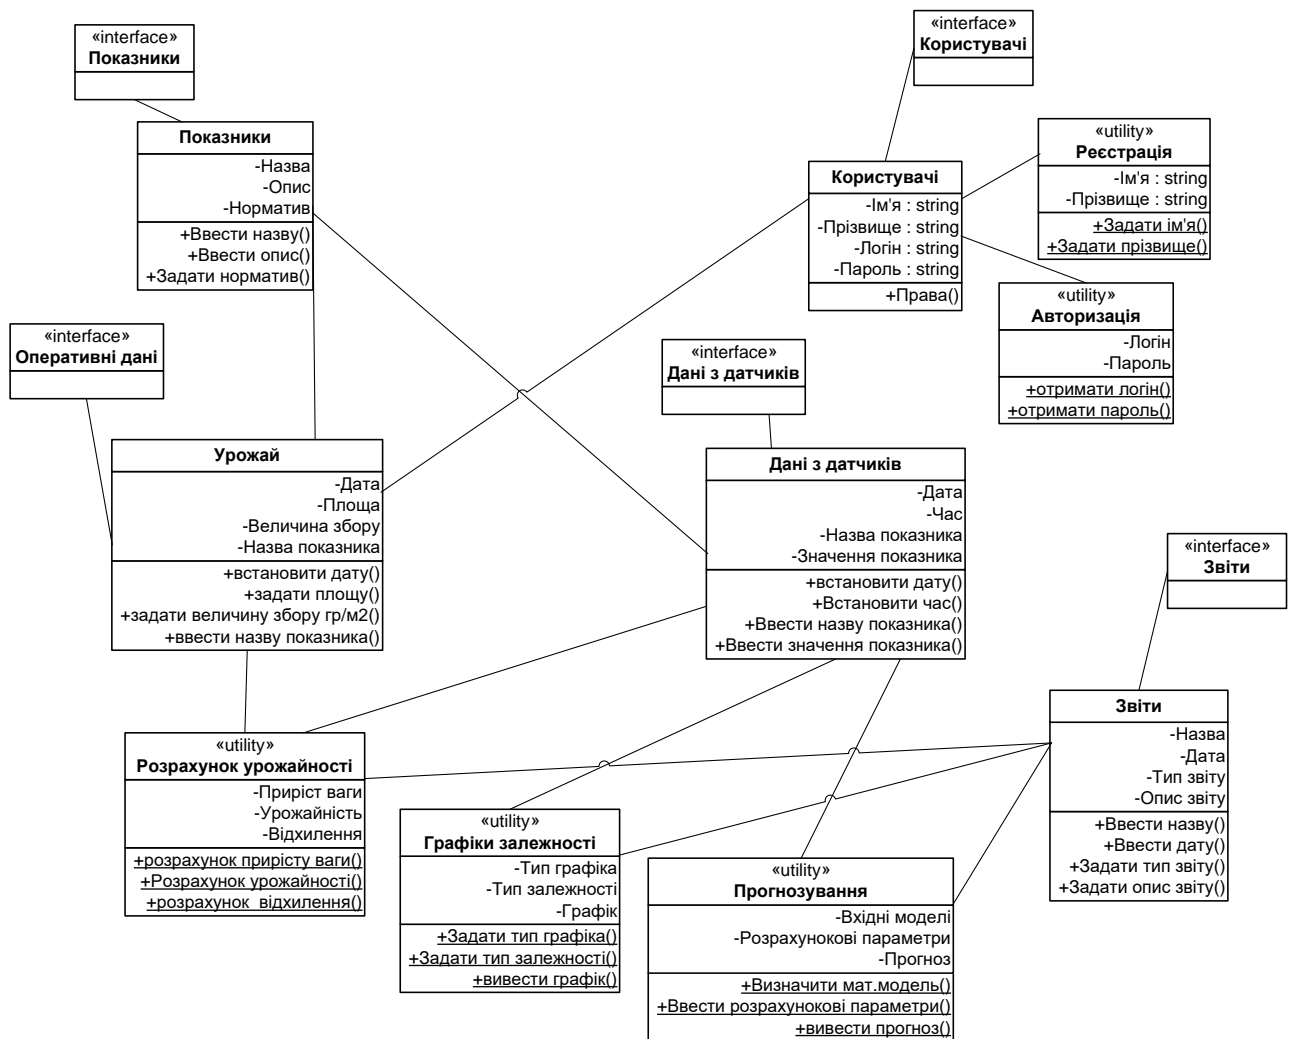 «interface»
Показники
«interface»
Користувачі
Показники
-Назва
-Опис
-Норматив
+Ввести назву()
+Ввести опис()
+Задати норматив()
«utility»
Реєстрація
-Ім'я : string
-Прізвище : string
+Задати ім'я()
+Задати прізвище()
Користувачі
-Ім'я : string
-Прізвище : string
-Логін : string
-Пароль : string
+Права()
«utility»
Авторизація
-Логін
-Пароль
+отримати логін()
+отримати пароль()
«interface»
Оперативні дані
«interface»
Дані з датчиків
Урожай
-Дата
-Площа
-Величина збору
-Назва показника
+встановити дату()
+задати площу()
+задати величину збору гр/м2()
+ввести назву показника()
Дані з датчиків
-Дата
-Час
-Назва показника
-Значення показника
+встановити дату()
+Встановити час()
+Ввести назву показника()
+Ввести значення показника()
«interface»
Звіти
Звіти
-Назва
-Дата
-Тип звіту
-Опис звіту
+Ввести назву()
+Ввести дату()
+Задати тип звіту()
+Задати опис звіту()
«utility»
Розрахунок урожайності
-Приріст ваги
-Урожайність
-Відхилення
+розрахунок прирісту ваги()
+Розрахунок урожайності()
+розрахунок  відхилення()
«utility»
Графіки залежності
-Тип графіка
-Тип залежності
-Графік
+Задати тип графіка()
+Задати тип залежності()
+вивести графік()
«utility»
Прогнозування
-Вхідні моделі
-Розрахунокові параметри
-Прогноз
+Визначити мат.модель()
+Ввести розрахунокові параметри()
+вивести прогноз()